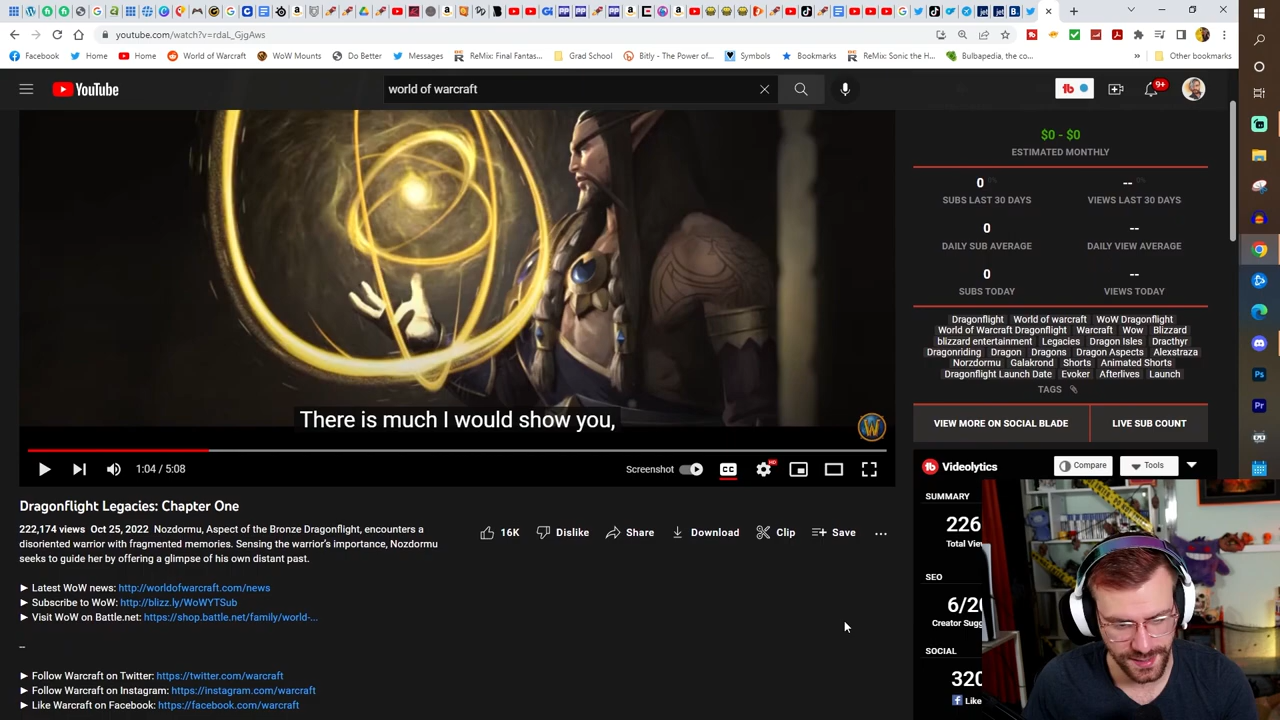 youtube.com/watch?v=rdaL_GjgAws
Facebook
Home
Home
World of Warcraft
WoW Mounts
Do Better
Messages
ReMix: Final Fantas...
Grad School
Bitly - The Power of...
Symbols
Bookmarks
ReMix: Sonic the H...
Bulbapedia, the co...
»
Other bookmarks
YouTube
world of warcraft
9+
$0 - $0
ESTIMATED MONTHLY
0
--
SUBS LAST 30 DAYS
VIEWS LAST 30 DAYS
0
--
DAILY SUB AVERAGE
DAILY VIEW AVERAGE
0
--
SUBS TODAY
VIEWS TODAY
Dragonflight World of warcraft WoW Dragonflight
World of Warcraft Dragonflight Warcraft Wow Blizzard
blizzard entertainment Legacies Dragon Isles Dracthyr
Dragonriding Dragon Dragons Dragon Aspects Alexstraza
Norzdormu Galakrond Shorts Animated Shorts
Dragonflight Launch Date Evoker Afterlives Launch
TAGS
VIEW MORE ON SOCIAL BLADE
LIVE SUB COUNT
There is much I would show you,
W
1:04 / 5:08
Screenshot
CC
HD
Videolytics
Compare
Tools
SUMMARY
226
Total View
SEO
6/20
Creator Sugg
SOCIAL
320
Like
Dragonflight Legacies: Chapter One
222,174 views Oct 25, 2022 Nozdormu, Aspect of the Bronze Dragonflight, encounters a
disoriented warrior with fragmented memories. Sensing the warrior's importance, Nozdormu
seeks to guide her by offering a glimpse of his own distant past.
16K
Dislike
Share
Download
Clip
Save
► Latest WoW news: http://worldofwarcraft.com/news
► Subscribe to WoW: http://blizz.ly/WoWYTSub
► Visit WoW on Battle.net: https://shop.battle.net/family/world-...
--
► Follow Warcraft on Twitter: https://twitter.com/warcraft
► Follow Warcraft on Instagram: https://instagram.com/warcraft
► Like Warcraft on Facebook: https://facebook.com/warcraft